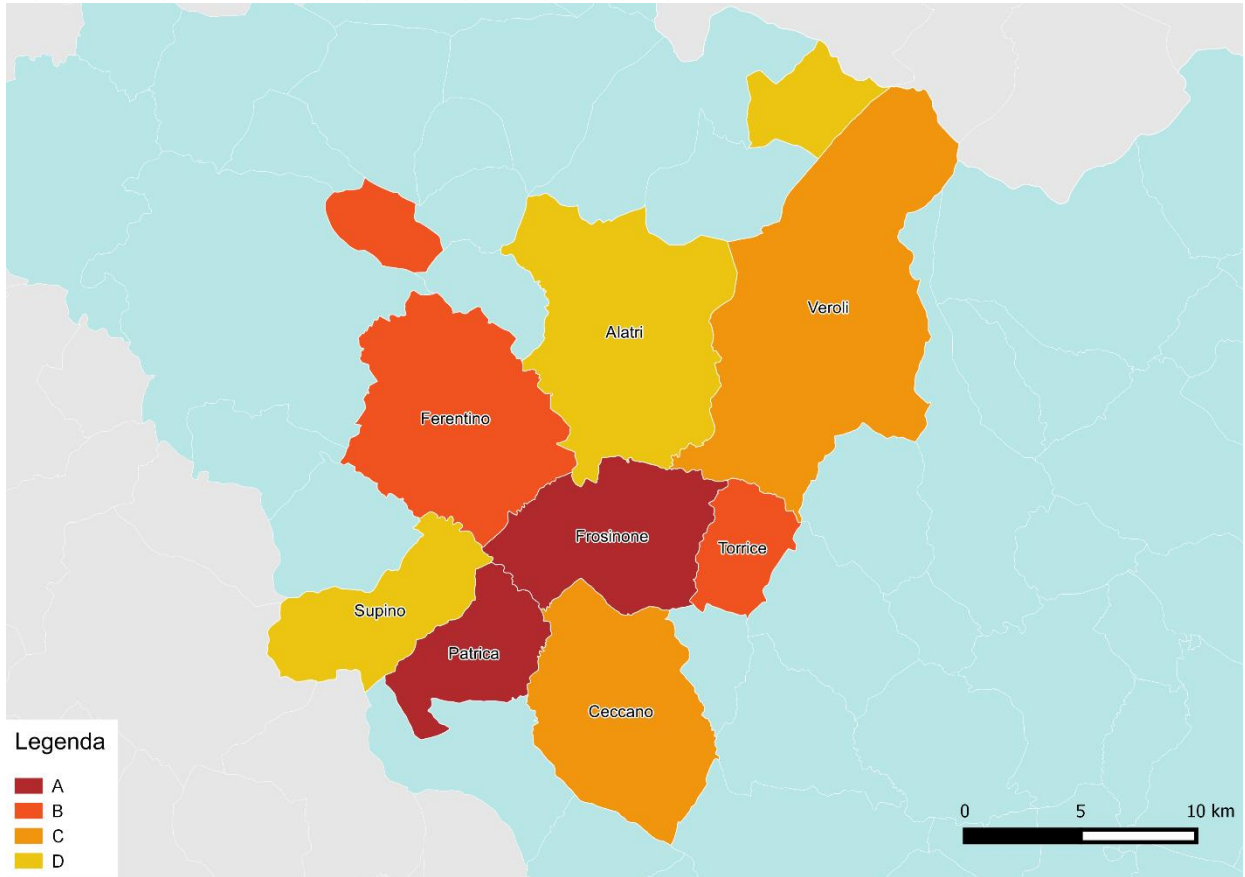 Veroli
Alatri
Ferentino
Frosinone
Torrice
Supino
Patrica
Ceccano
Legenda
A
B
C
D
0 5 10 km